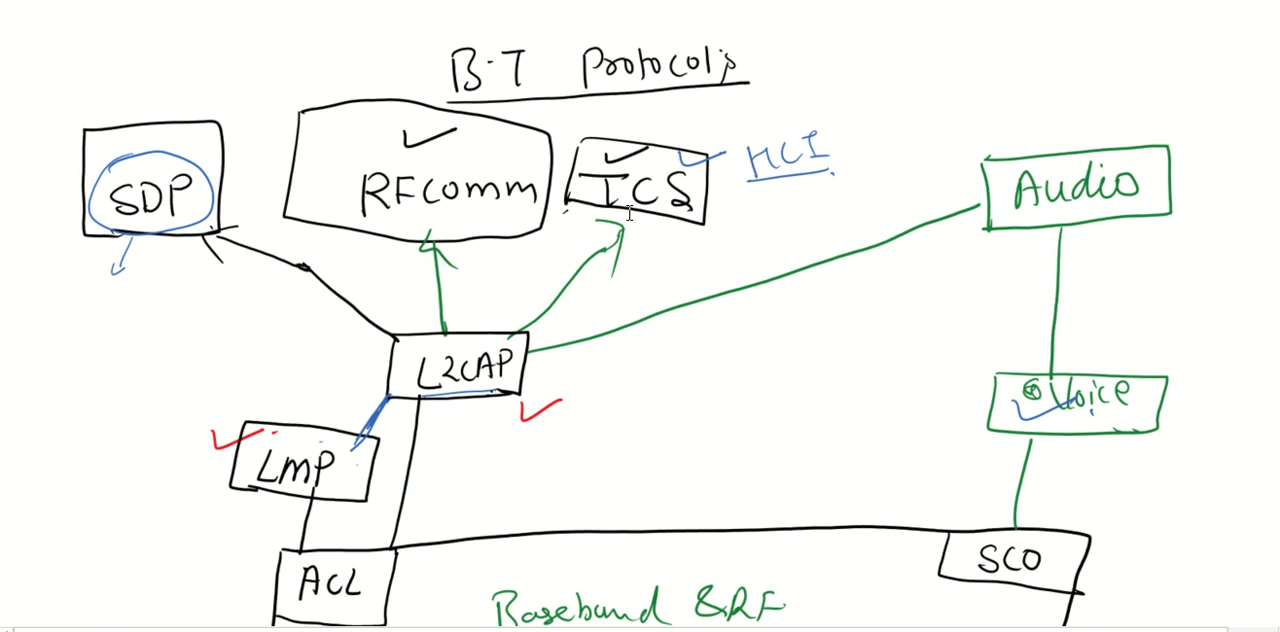 B.T Protocols
SDP
RFcomm
TCS
HCI
Audio
L2CAP
Voice
LMP
ACL
SCO
Baseband & RF